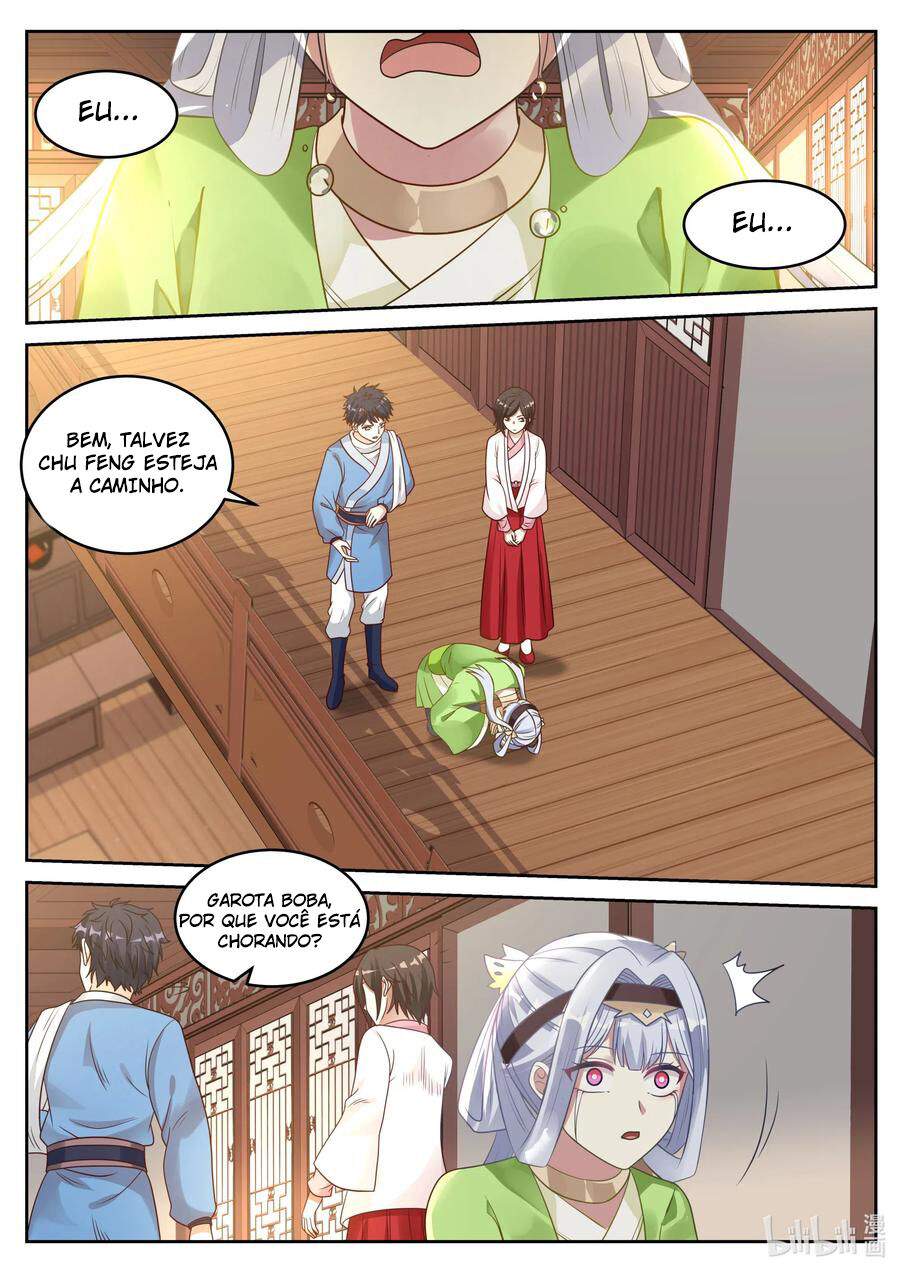 EU...
EU...
BEM, TALVEZ
CHU FENG ESTEJA
A CAMINHO.
GAROTA BOBA,
POR QUE VOCÊ ESTÁ
CHORANDO?
bilibili 漫画